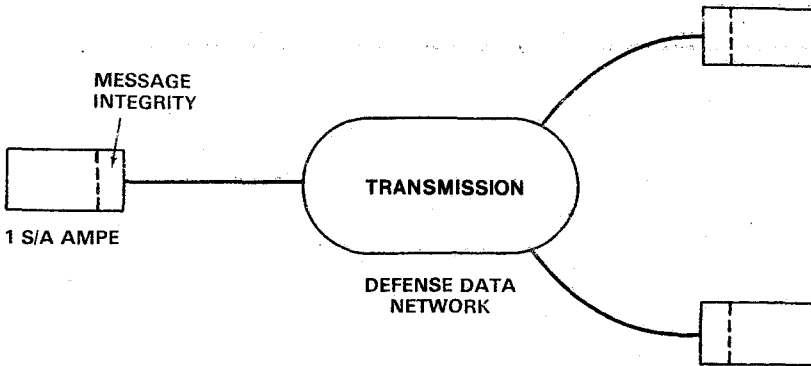 MESSAGE
INTEGRITY
TRANSMISSION
1 S/A AMPE
DEFENSE DATA
NETWORK